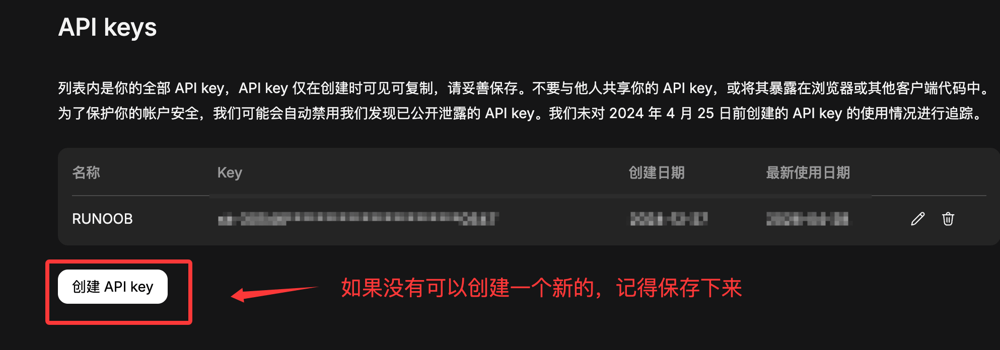 API keys
列表内是你的全部 API key，API key 仅在创建时可见可复制，请妥善保存。不要与他人共享你的 API key，或将其暴露在浏览器或其他客户端代码中。
为了保护你的帐户安全，我们可能会自动禁用我们发现已公开泄露的 API key。我们未对 2024 年 4 月 25 日前创建的 API key 的使用情况进行追踪。
名称 Key 创建日期 最新使用日期
RUNOOB
创建 API key 如果没有可以创建一个新的，记得保存下来